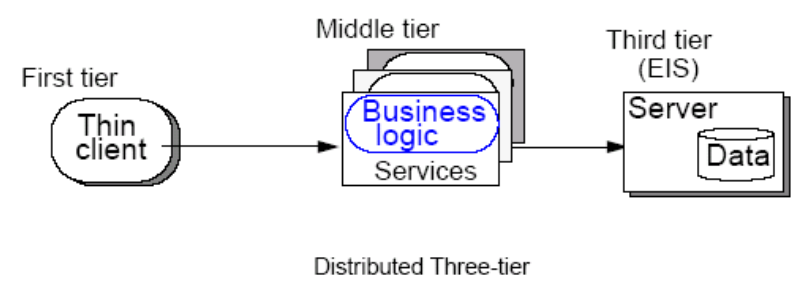 First tier
Thin
client
Middle tier
Business
logic
Services
Third tier
(EIS)
Server
Data
Distributed Three-tier